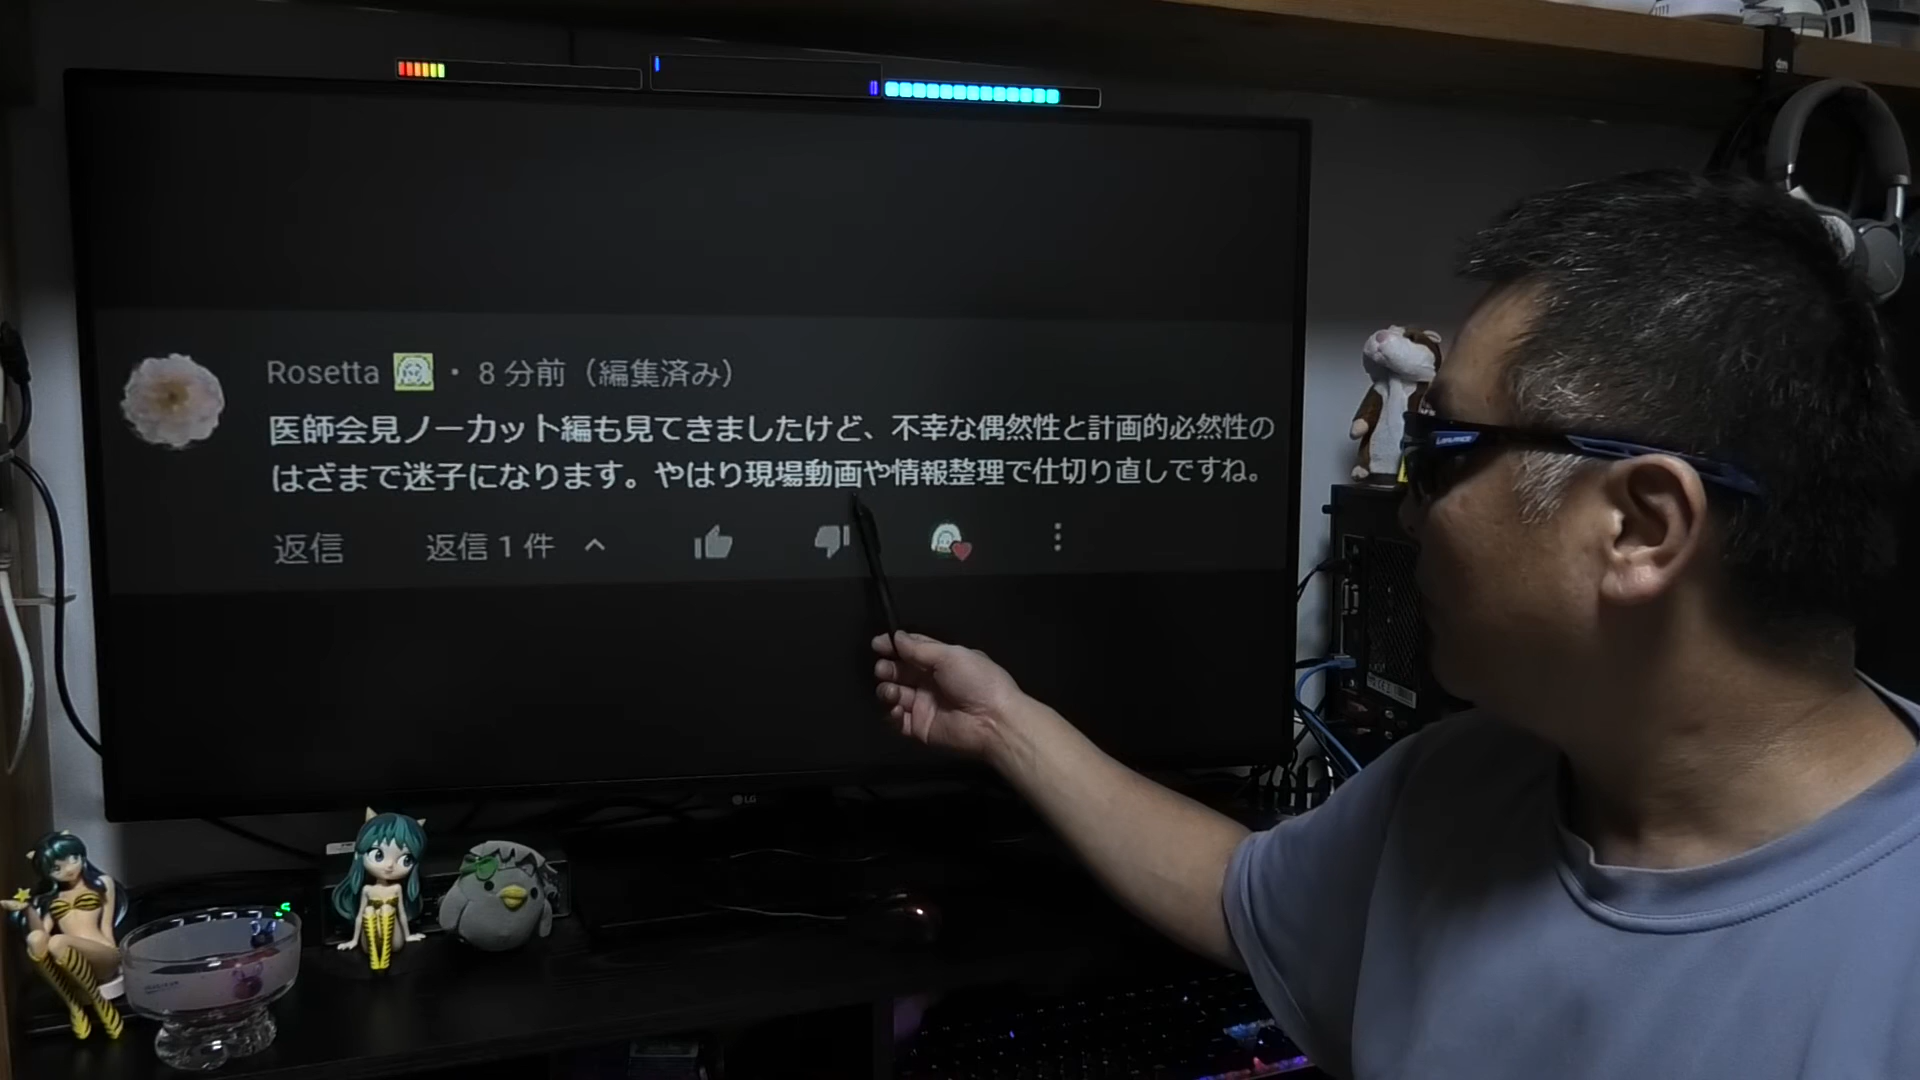 Rosetta ・ 8 分前（編集済み）
医師会見ノーカット編も見てきましたけど、不幸な偶然性と計画的必然性の
はざまで迷子になります。やはり現場動画や情報整理で仕切り直しですね。
返信 返信 1 件
LG